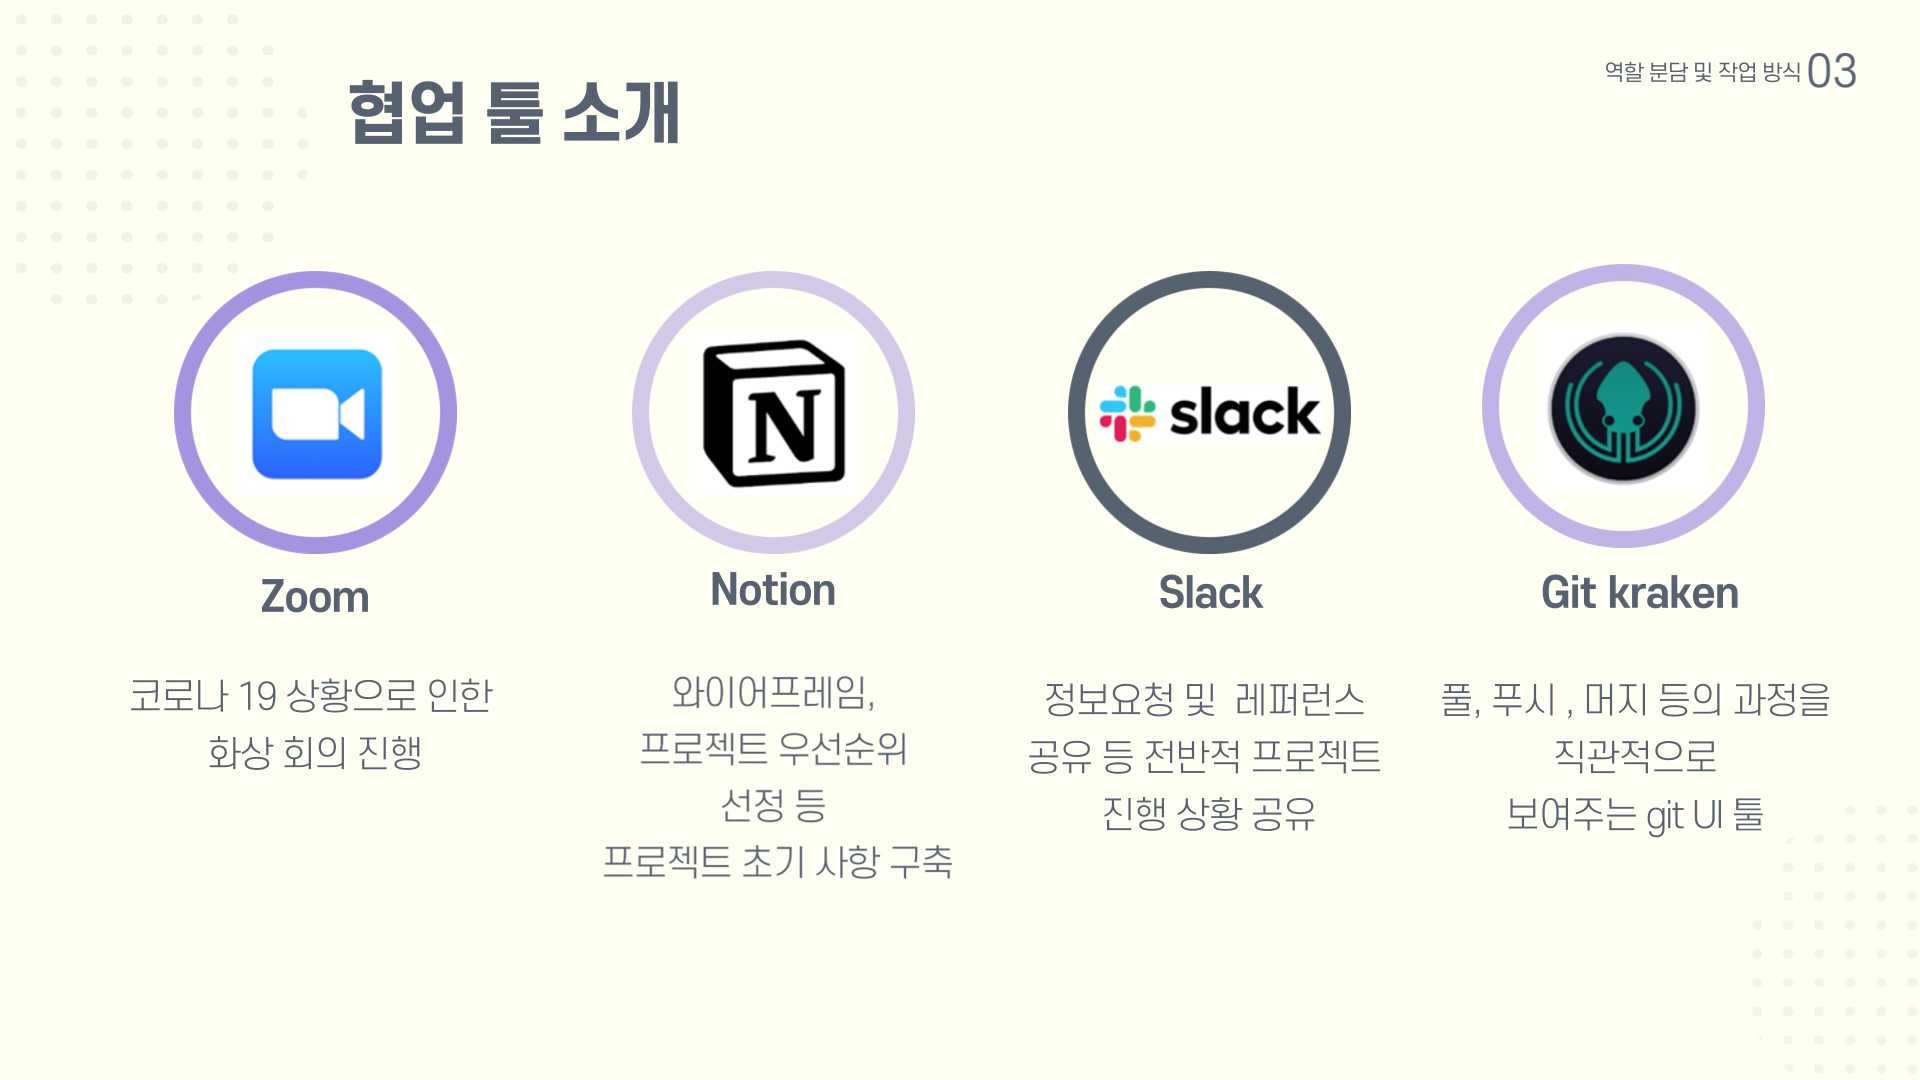 협업 툴 소개
역할 분담 및 작업 방식 03
N
slack
Zoom
Notion
Slack
Git kraken
코로나 19 상황으로 인한
화상 회의 진행
와이어프레임,
프로젝트 우선순위
선정 등
프로젝트 초기 사항 구축
정보요청 및 레퍼런스
공유 등 전반적 프로젝트
진행 상황 공유
풀, 푸시 , 머지 등의 과정을
직관적으로
보여주는 git UI 툴